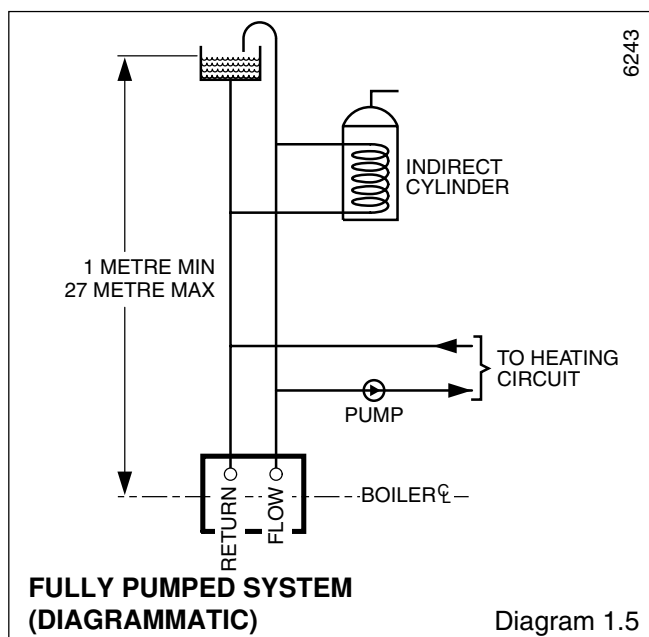 6243
INDIRECT
CYLINDER
1 METRE MIN
27 METRE MAX
TO HEATING
CIRCUIT
PUMP
BOILER ℄
RETURN
FLOW
FULLY PUMPED SYSTEM
(DIAGRAMMATIC)
Diagram 1.5